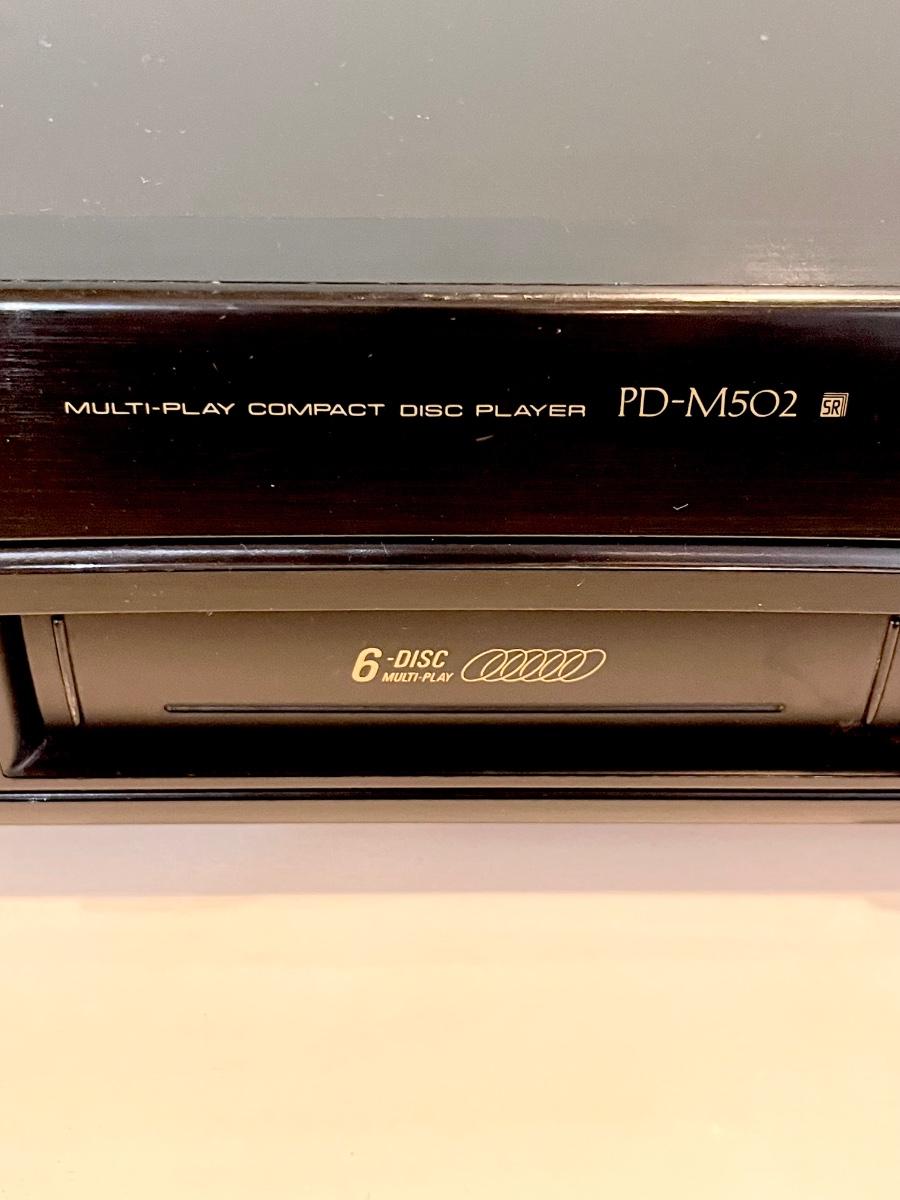 MULTI-PLAY COMPACT DISC PLAYER PD-M502 SR
6-DISC
MULTI-PLAY